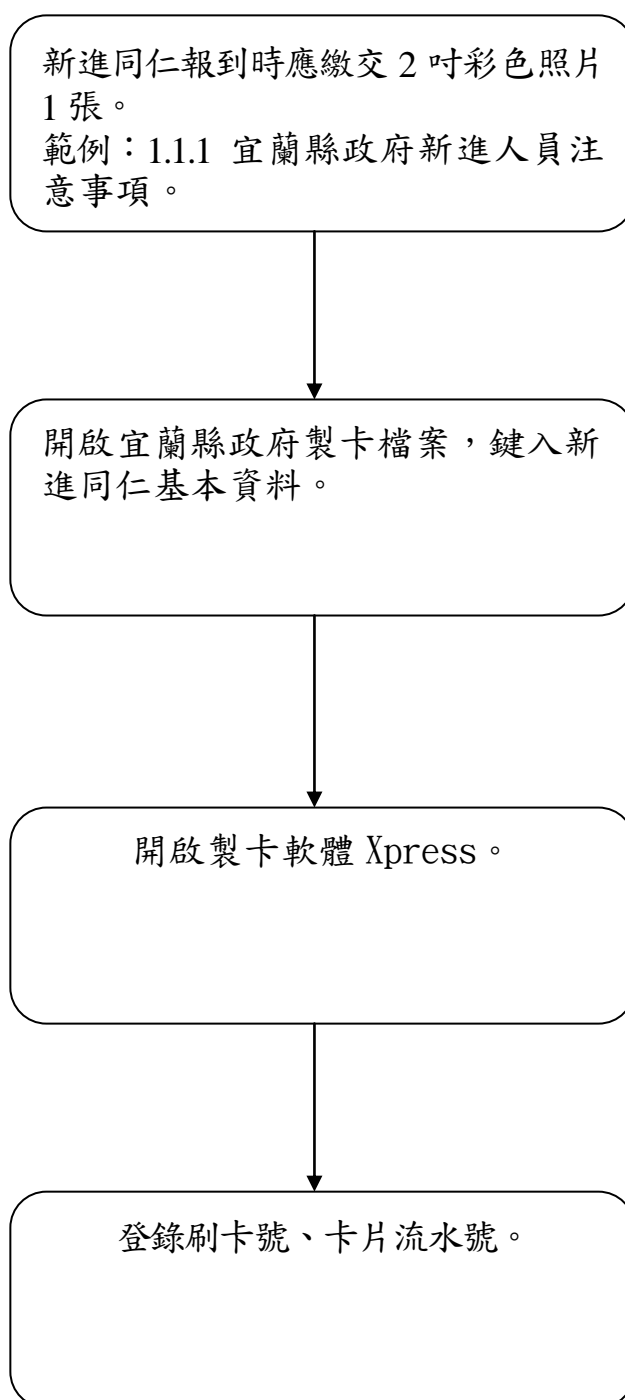 新進同仁報到時應繳交 2 吋彩色照片
1 張。
範例：1.1.1 宜蘭縣政府新進人員注
意事項。
開啟宜蘭縣政府製卡檔案，鍵入新
進同仁基本資料。
開啟製卡軟體 Xpress。
登錄刷卡號、卡片流水號。